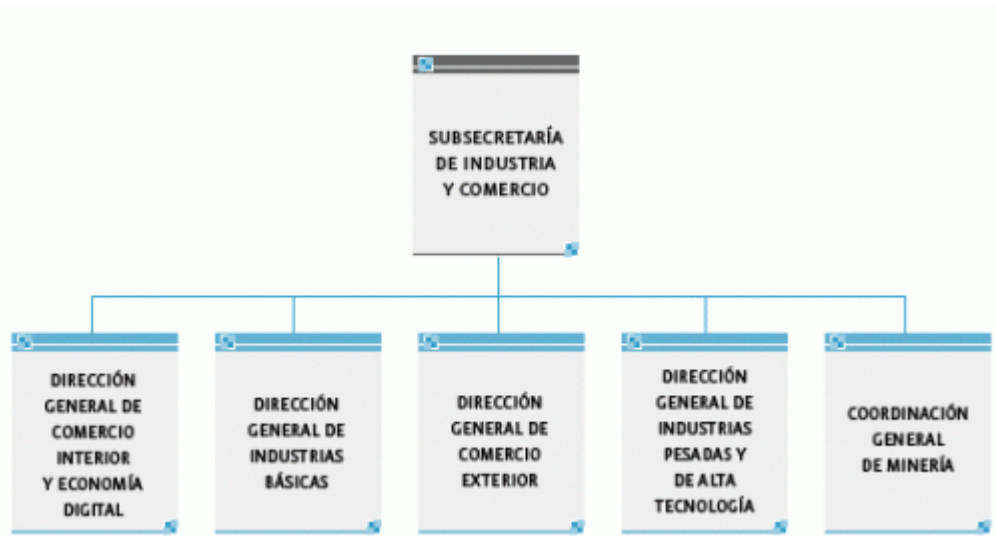 SUBSECRETARÍA
DE INDUSTRIA
Y COMERCIO
DIRECCIÓN
GENERAL DE
COMERCIO
INTERIOR
Y ECONOMÍA
DIGITAL
DIRECCIÓN
GENERAL DE
INDUSTRIAS
BÁSICAS
DIRECCIÓN
GENERAL DE
COMERCIO
EXTERIOR
DIRECCIÓN
GENERAL DE
INDUSTRIAS
PESADAS Y
DE ALTA
TECNOLOGÍA
COORDINACIÓN
GENERAL
DE MINERÍA